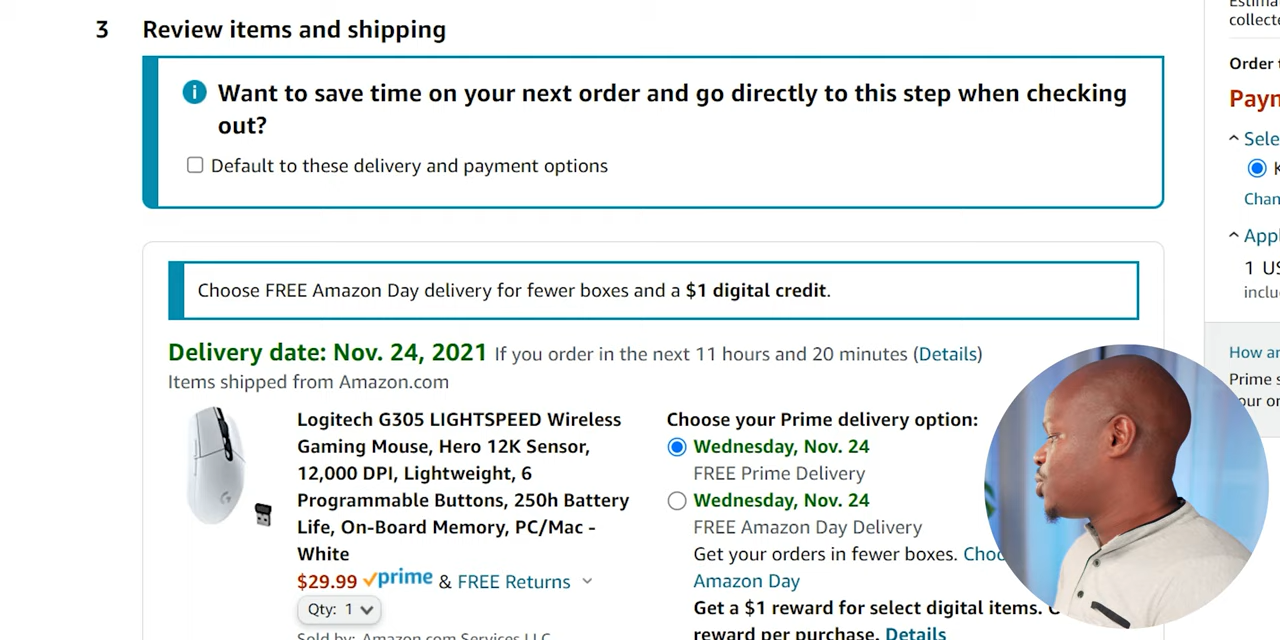 3 Review items and shipping
Want to save time on your next order and go directly to this step when checking
out?
Default to these delivery and payment options
Choose FREE Amazon Day delivery for fewer boxes and a $1 digital credit.
Delivery date: Nov. 24, 2021 If you order in the next 11 hours and 20 minutes (Details)
Items shipped from Amazon.com
Logitech G305 LIGHTSPEED Wireless
Gaming Mouse, Hero 12K Sensor,
12,000 DPI, Lightweight, 6
Programmable Buttons, 250h Battery
Life, On-Board Memory, PC/Mac -
White
$29.99 prime & FREE Returns
Qty: 1
Sold by: Amazon.com Services LLC
Choose your Prime delivery option:
Wednesday, Nov. 24
FREE Prime Delivery
Wednesday, Nov. 24
FREE Amazon Day Delivery
Get your orders in fewer boxes.
Amazon Day
Get a $1 reward for select digital items.
reward per purchase. Details
Order
1
How
Prime